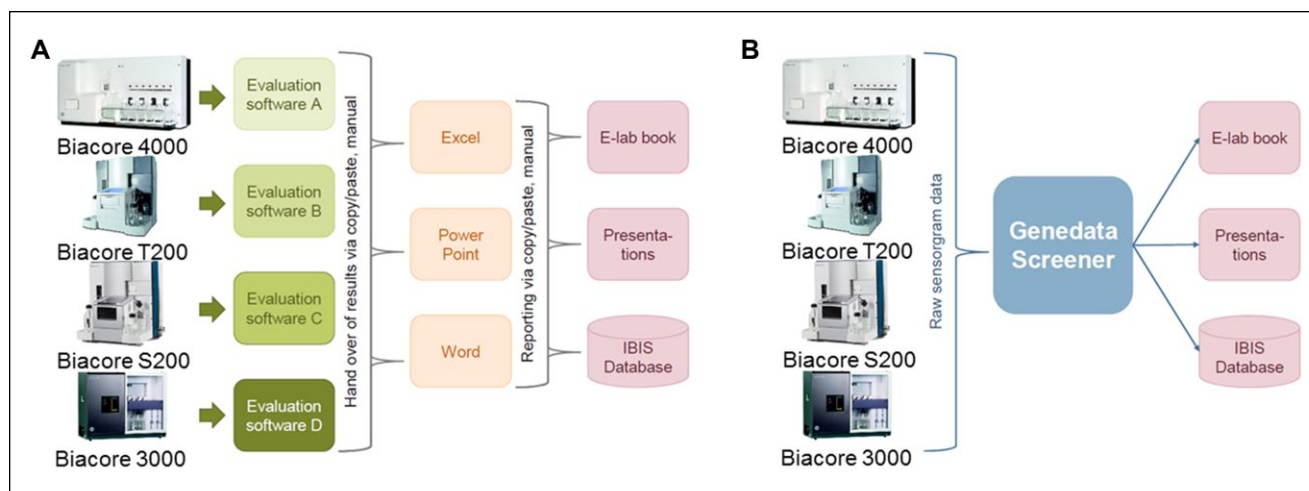 A
Biacore 4000
Biacore T200
Biacore S200
Biacore 3000
Evaluation
software A
Evaluation
software B
Evaluation
software C
Evaluation
software D
Hand over of results via copy/paste, manual
Excel
Power
Point
Word
Reporting via copy/paste, manual
E-lab book
Presenta-
tions
IBIS
Database
B
Biacore 4000
Biacore T200
Biacore S200
Biacore 3000
Raw sensorgram data
Genedata
Screener
E-lab book
Presenta-
tions
IBIS
Database